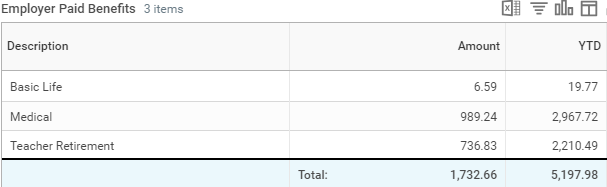 Employer Paid Benefits 3 items
Description Amount YTD
Basic Life 6.59 19.77
Medical 989.24 2,967.72
Teacher Retirement 736.83 2,210.49
Total: 1,732.66 5,197.98